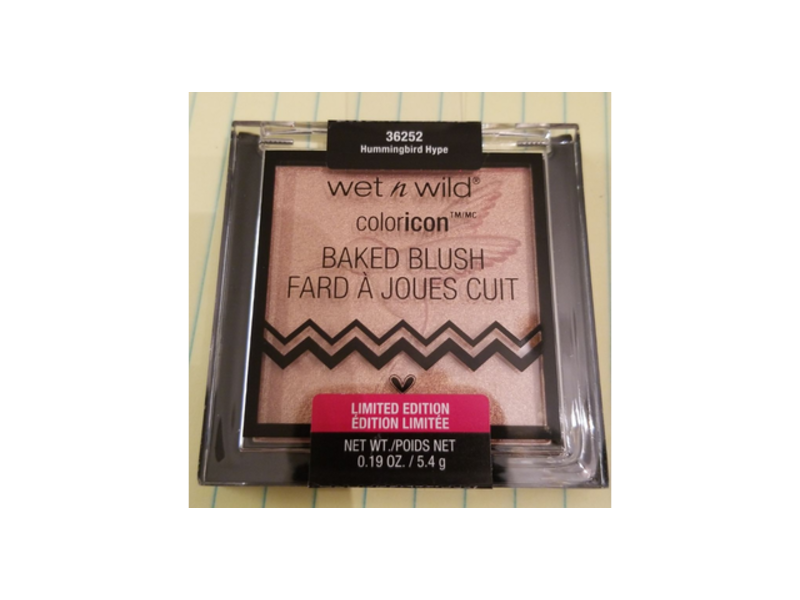 36252
Hummingbird Hype
wet n wild®
coloricon™/MC
BAKED BLUSH
FARD À JOUES CUIT
LIMITED EDITION
ÉDITION LIMITÉE
NET WT./POIDS NET
0.19 OZ. / 5.4 g